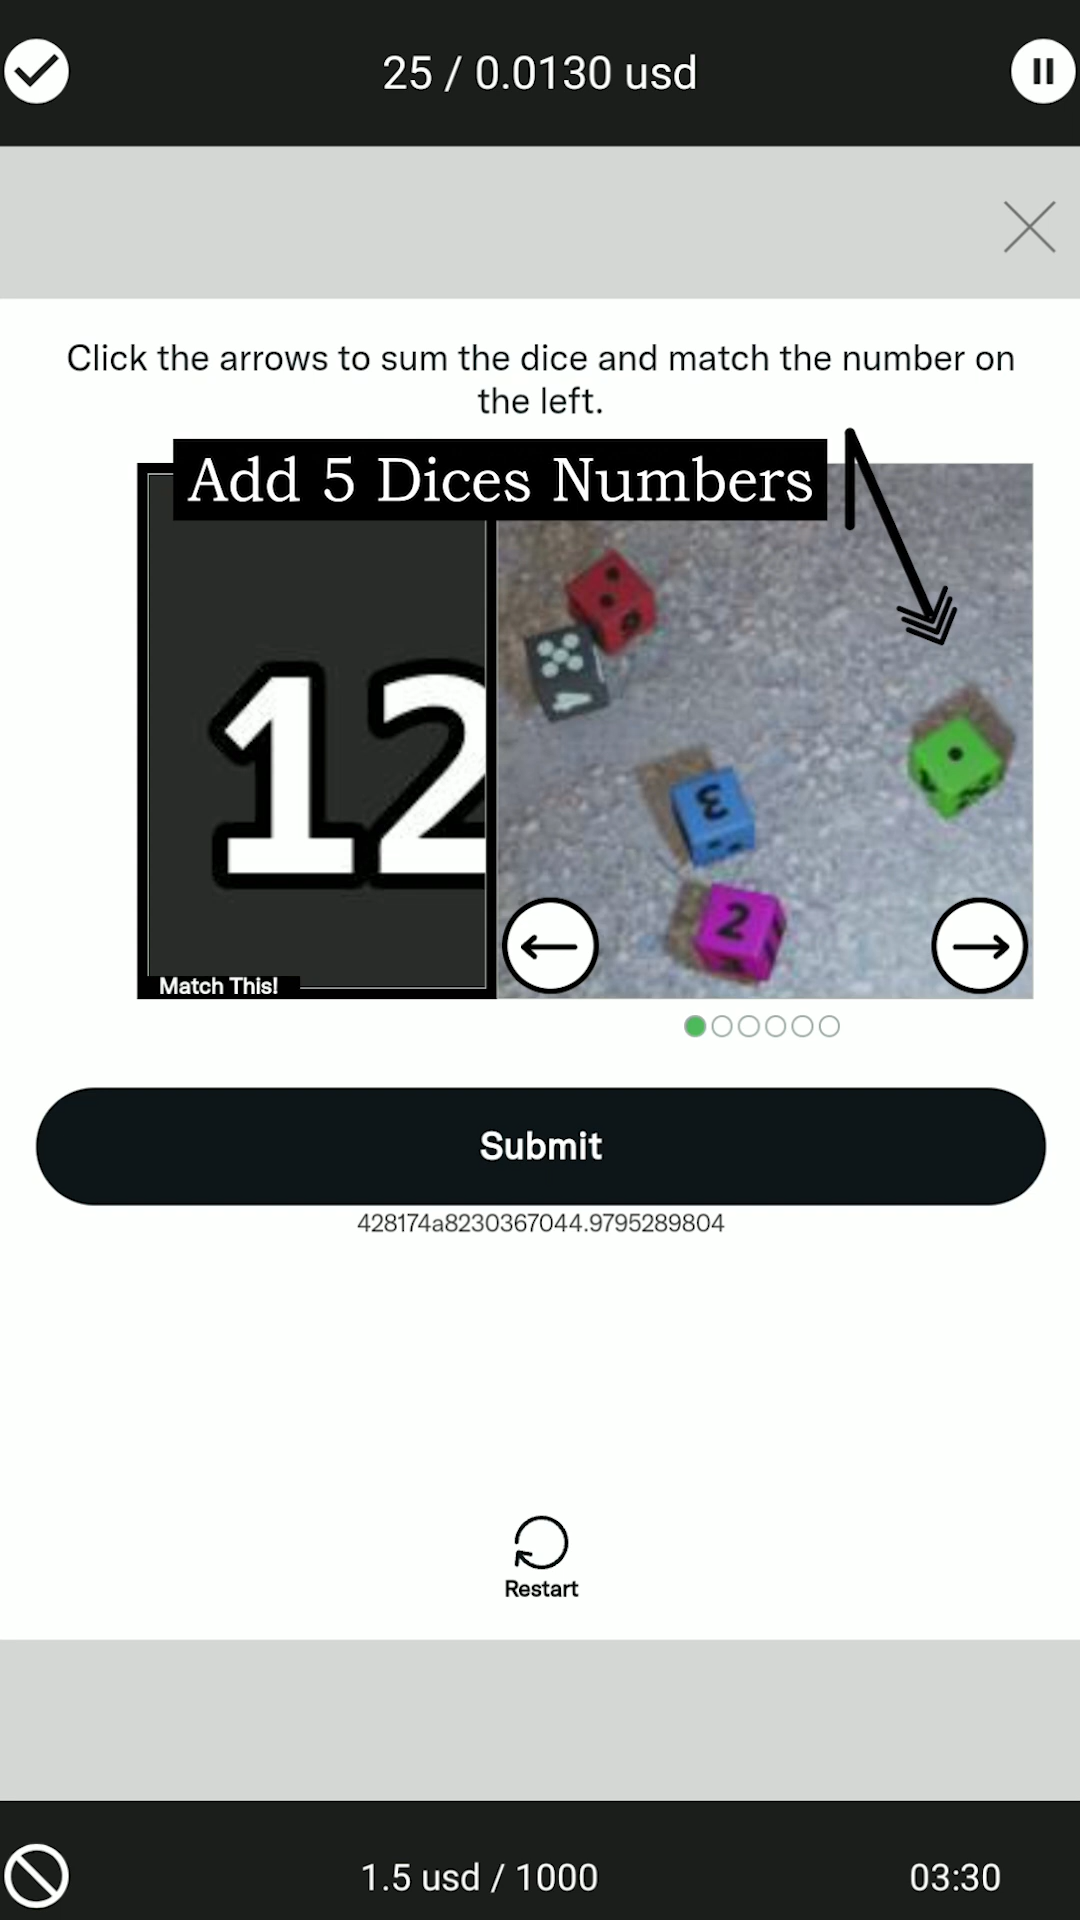 25 / 0.0130 usd
Click the arrows to sum the dice and match the number on
the left.
Add 5 Dices Numbers
12
3
2
Match This!
Submit
428174a8230367044.9795289804
Restart
1.5 usd / 1000
03:30